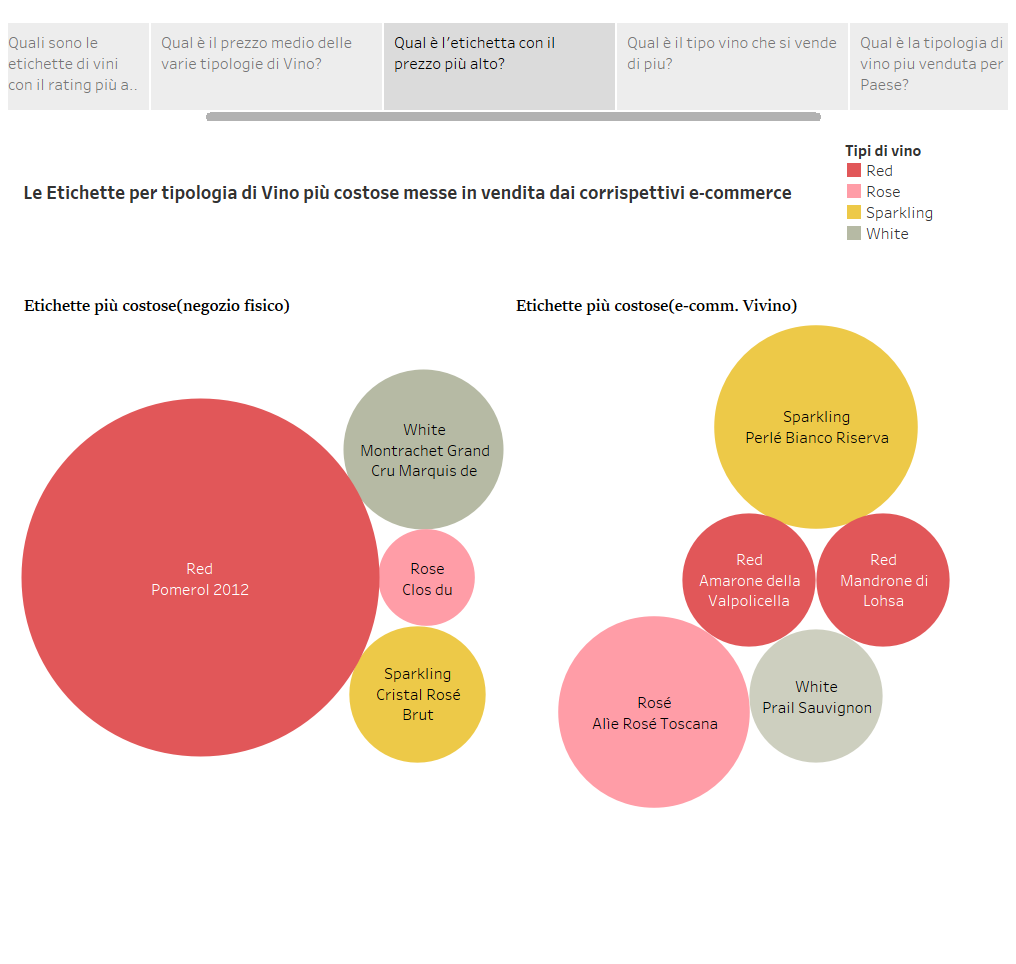 Quali sono le
etichette di vini
con il rating più a..
Qual è il prezzo medio delle
varie tipologie di Vino?
Qual è l'etichetta con il
prezzo più alto?
Qual è il tipo vino che si vende
di piu?
Qual è la tipologia di
vino piu venduta per
Paese?
Tipi di vino
Red
Rose
Sparkling
White
Le Etichette per tipologia di Vino più costose messe in vendita dai corrispettivi e-commerce
Etichette più costose(negozio fisico)
White
Montrachet Grand
Cru Marquis de
Red
Pomerol 2012
Rose
Clos du
Sparkling
Cristal Rosé
Brut
Etichette più costose(e-comm. Vivino)
Sparkling
Perlé Bianco Riserva
Red
Amarone della
Valpolicella
Red
Mandrone di
Lohsa
Rosé
Alìe Rosé Toscana
White
Prail Sauvignon